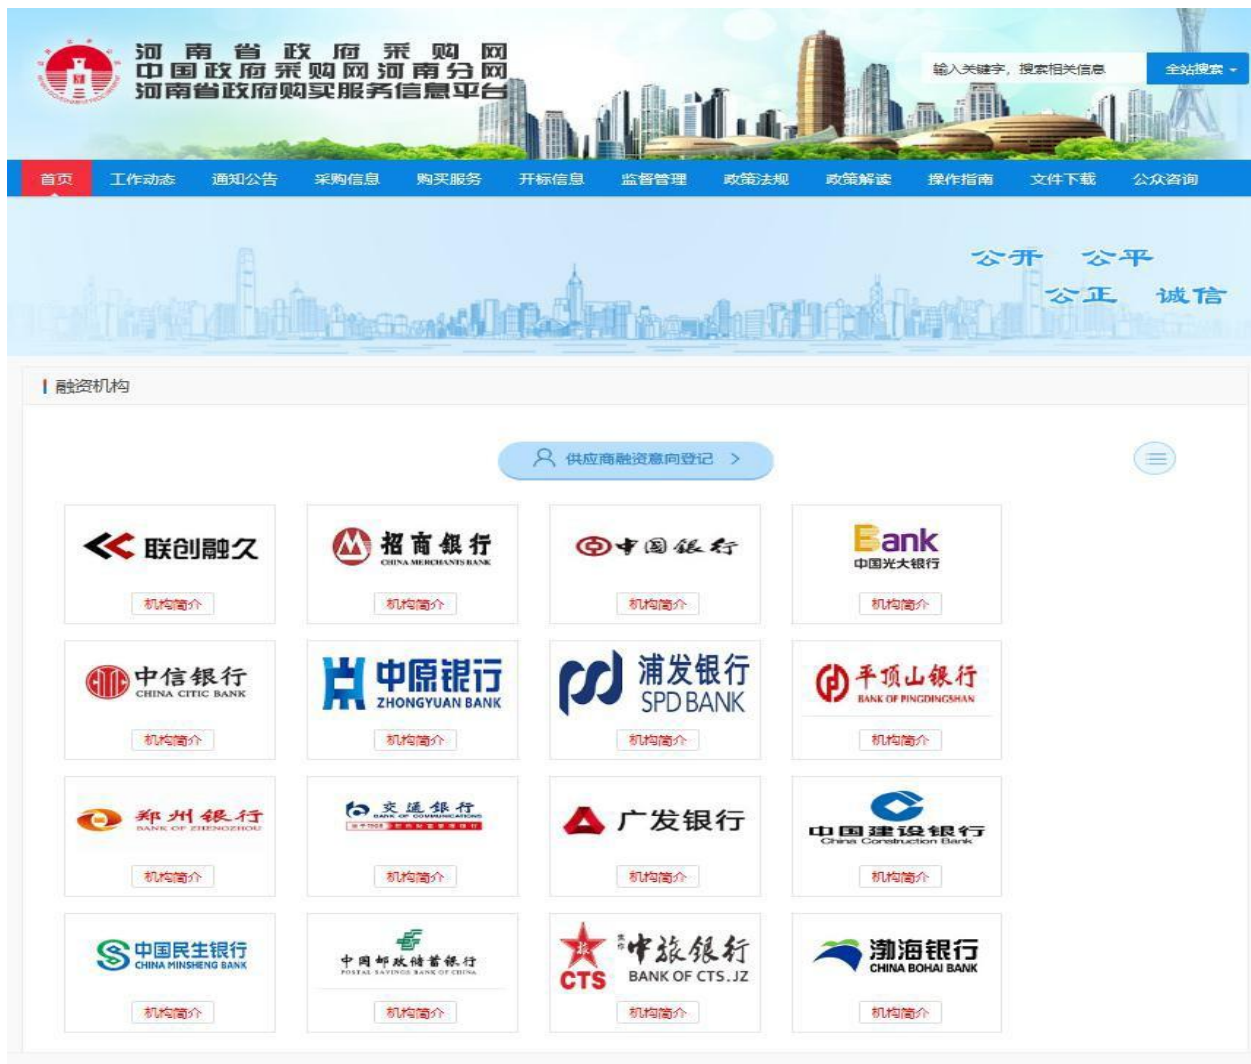 河南省政府采购网
中国政府采购网河南分网
河南省政府购买服务信息平台
输入关键字，搜索相关信息 全站搜索
首页 工作动态 通知公告 采购信息 购买服务 开标信息 监督管理 政策法规 政策解读 操作指南 文件下载 公众咨询
公开 公平
公正 诚信
融资机构
供应商融资意向登记 >
联创融久
机构简介
招商银行
CHINA MERCHANTS BANK
机构简介
中国银行
机构简介
Bank
中国光大银行
机构简介
中信银行
CHINA CITIC BANK
机构简介
中原银行
ZHONGYUAN BANK
机构简介
浦发银行
SPD BANK
机构简介
平顶山银行
BANK OF PINGDINGSHAN
机构简介
郑州银行
BANK OF ZHENGZHOU
机构简介
交通银行
BANK OF COMMUNICATIONS
机构简介
广发银行
机构简介
中国建设银行
China Construction Bank
机构简介
中国民生银行
CHINA MINSHENG BANK
机构简介
中国邮政储蓄银行
POSTAL SAVINGS BANK OF CHINA
机构简介
旅
CTS
焦作中旅银行
BANK OF CTS.JZ
机构简介
渤海银行
CHINA BOHAI BANK
机构简介